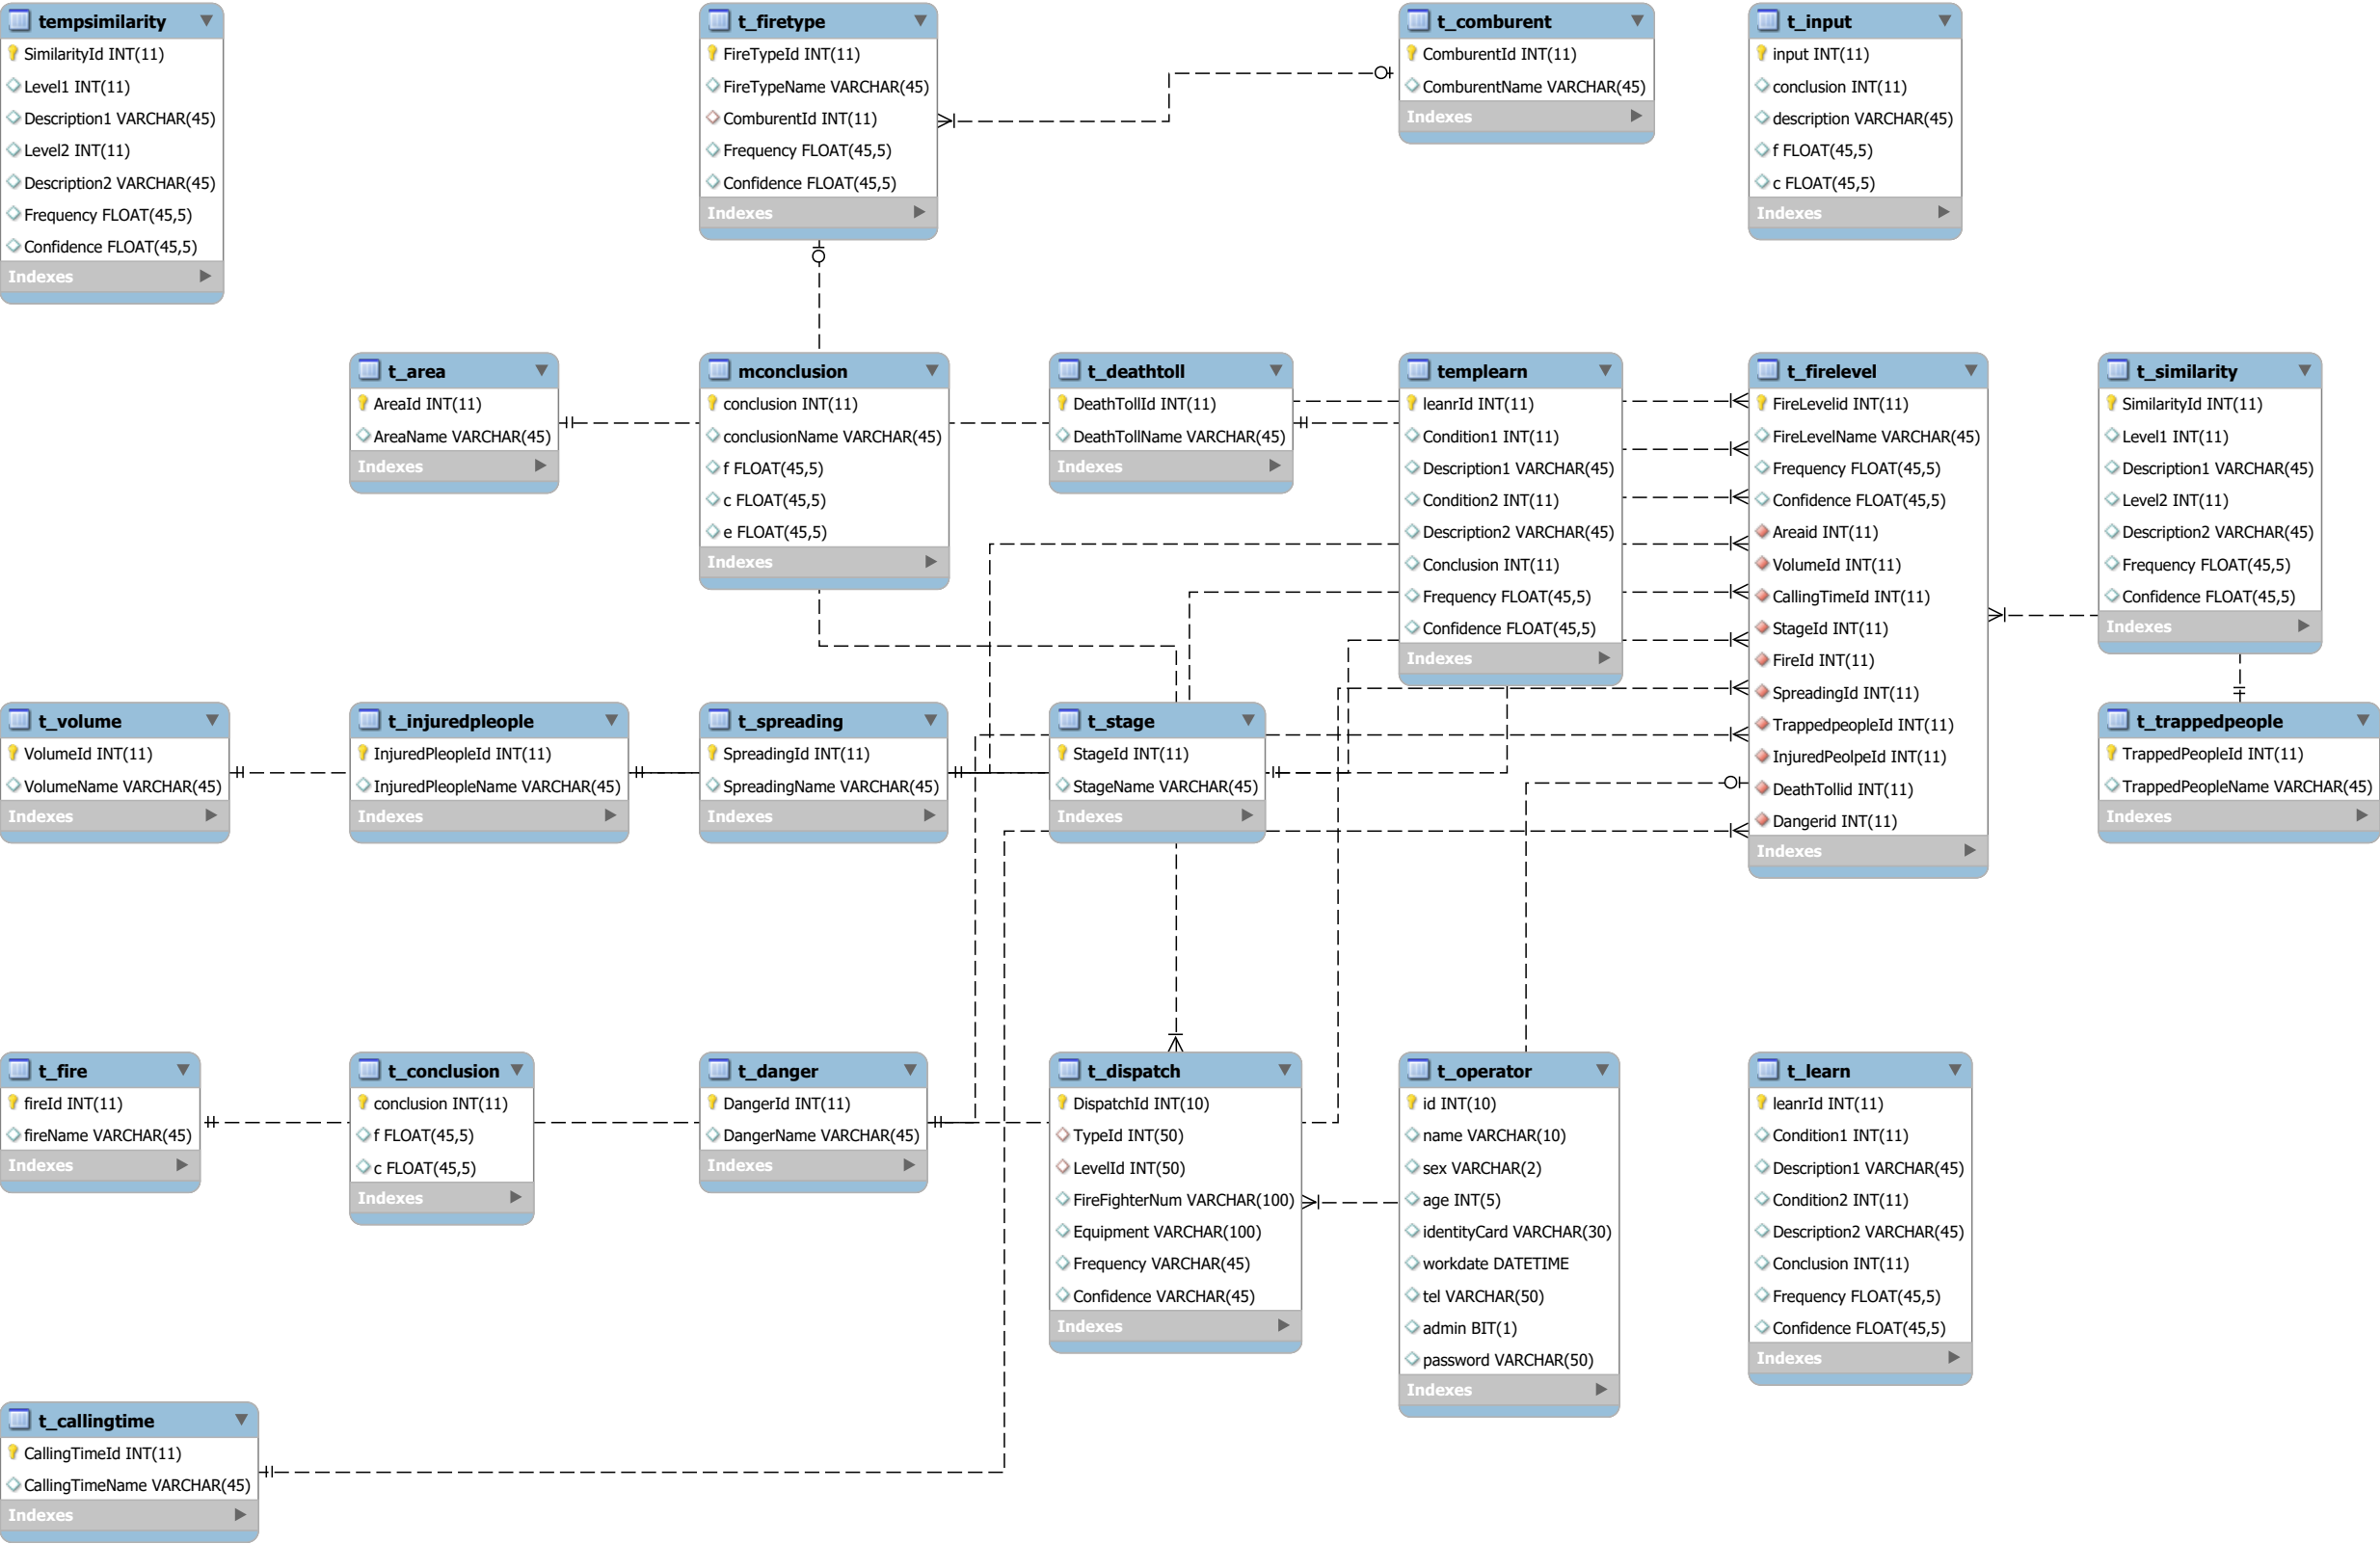 tempsimilarity
SimilarityId INT(11)
Level1 INT(11)
Description1 VARCHAR(45)
Level2 INT(11)
Description2 VARCHAR(45)
Frequency FLOAT(45,5)
Confidence FLOAT(45,5)
Indexes
t_firetype
FireTypeId INT(11)
FireTypeName VARCHAR(45)
ComburentId INT(11)
Frequency FLOAT(45,5)
Confidence FLOAT(45,5)
Indexes
t_comburent
ComburentId INT(11)
ComburentName VARCHAR(45)
Indexes
t_input
input INT(11)
conclusion INT(11)
description VARCHAR(45)
f FLOAT(45,5)
c FLOAT(45,5)
Indexes
t_area
AreaId INT(11)
AreaName VARCHAR(45)
Indexes
mconclusion
conclusion INT(11)
conclusionName VARCHAR(45)
f FLOAT(45,5)
c FLOAT(45,5)
e FLOAT(45,5)
Indexes
t_deathtoll
DeathTollId INT(11)
DeathTollName VARCHAR(45)
Indexes
templearn
leanrId INT(11)
Condition1 INT(11)
Description1 VARCHAR(45)
Condition2 INT(11)
Description2 VARCHAR(45)
Conclusion INT(11)
Frequency FLOAT(45,5)
Confidence FLOAT(45,5)
Indexes
t_firelevel
FireLevelid INT(11)
FireLevelName VARCHAR(45)
Frequency FLOAT(45,5)
Confidence FLOAT(45,5)
Areaid INT(11)
VolumeId INT(11)
CallingTimeId INT(11)
StageId INT(11)
FireId INT(11)
SpreadingId INT(11)
TrappedpeopleId INT(11)
InjuredPeolpeId INT(11)
DeathTollid INT(11)
Dangerid INT(11)
Indexes
t_similarity
SimilarityId INT(11)
Level1 INT(11)
Description1 VARCHAR(45)
Level2 INT(11)
Description2 VARCHAR(45)
Frequency FLOAT(45,5)
Confidence FLOAT(45,5)
Indexes
t_volume
VolumeId INT(11)
VolumeName VARCHAR(45)
Indexes
t_injuredpleople
InjuredPleopleId INT(11)
InjuredPleopleName VARCHAR(45)
Indexes
t_spreading
SpreadingId INT(11)
SpreadingName VARCHAR(45)
Indexes
t_stage
StageId INT(11)
StageName VARCHAR(45)
Indexes
t_trappedpeople
TrappedPeopleId INT(11)
TrappedPeopleName VARCHAR(45)
Indexes
t_fire
fireId INT(11)
fireName VARCHAR(45)
Indexes
t_conclusion
conclusion INT(11)
f FLOAT(45,5)
c FLOAT(45,5)
Indexes
t_danger
DangerId INT(11)
DangerName VARCHAR(45)
Indexes
t_dispatch
DispatchId INT(10)
TypeId INT(50)
LevelId INT(50)
FireFighterNum VARCHAR(100)
Equipment VARCHAR(100)
Frequency VARCHAR(45)
Confidence VARCHAR(45)
Indexes
t_operator
id INT(10)
name VARCHAR(10)
sex VARCHAR(2)
age INT(5)
identityCard VARCHAR(30)
workdate DATETIME
tel VARCHAR(50)
admin BIT(1)
password VARCHAR(50)
Indexes
t_learn
leanrId INT(11)
Condition1 INT(11)
Description1 VARCHAR(45)
Condition2 INT(11)
Description2 VARCHAR(45)
Conclusion INT(11)
Frequency FLOAT(45,5)
Confidence FLOAT(45,5)
Indexes
t_callingtime
CallingTimeId INT(11)
CallingTimeName VARCHAR(45)
Indexes